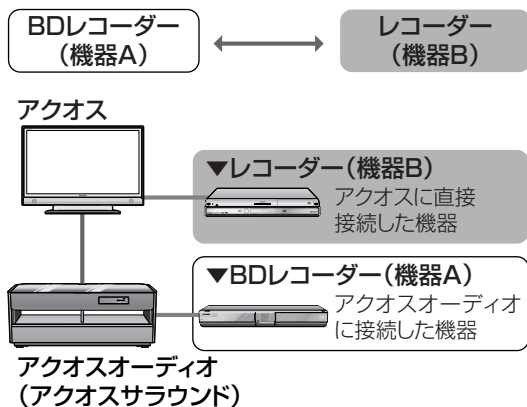 BDレコーダー
(機器A)
レコーダー
(機器B)
アクオス
▼レコーダー(機器B)
アクオスに直接
接続した機器
▼BDレコーダー(機器A)
アクオスオーディオ
に接続した機器
アクオスオーディオ
(アクオスサラウンド)